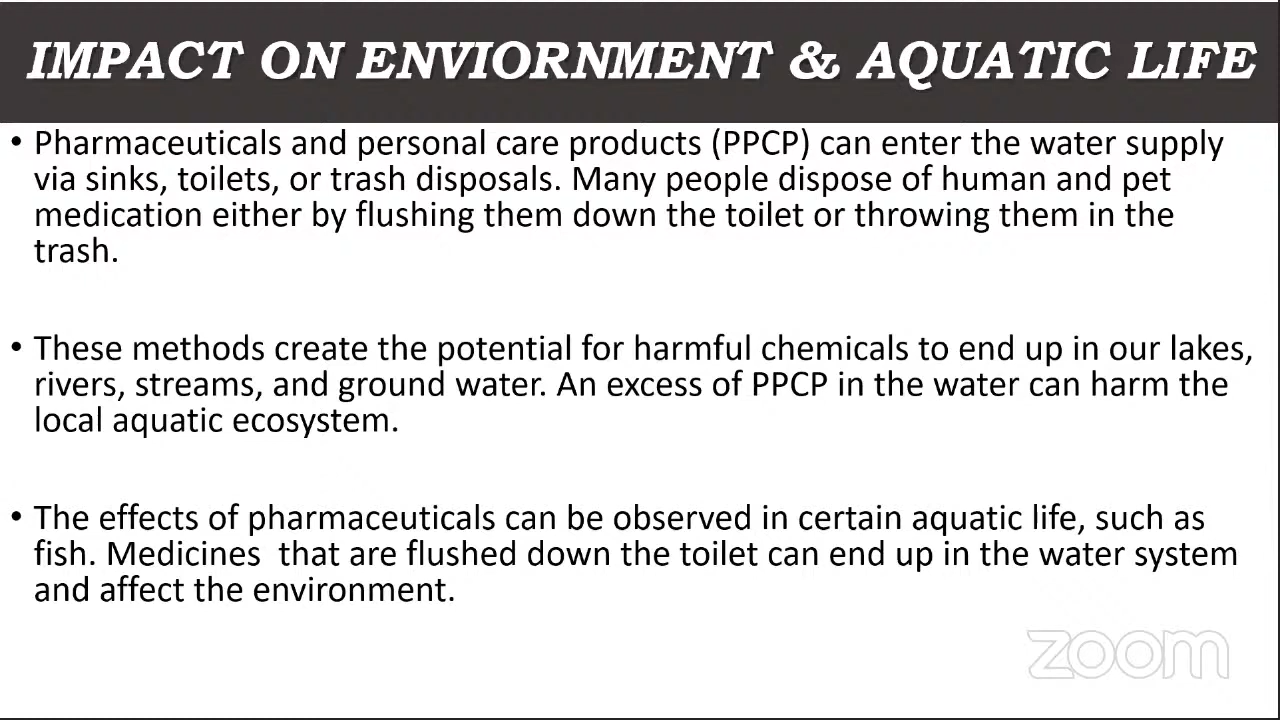 IMPACT ON ENVIORNMENT & AQUATIC LIFE
• Pharmaceuticals and personal care products (PPCP) can enter the water supply
via sinks, toilets, or trash disposals. Many people dispose of human and pet
medication either by flushing them down the toilet or throwing them in the
trash.
• These methods create the potential for harmful chemicals to end up in our lakes,
rivers, streams, and ground water. An excess of PPCP in the water can harm the
local aquatic ecosystem.
• The effects of pharmaceuticals can be observed in certain aquatic life, such as
fish. Medicines  that are flushed down the toilet can end up in the water system
and affect the environment.
zoom